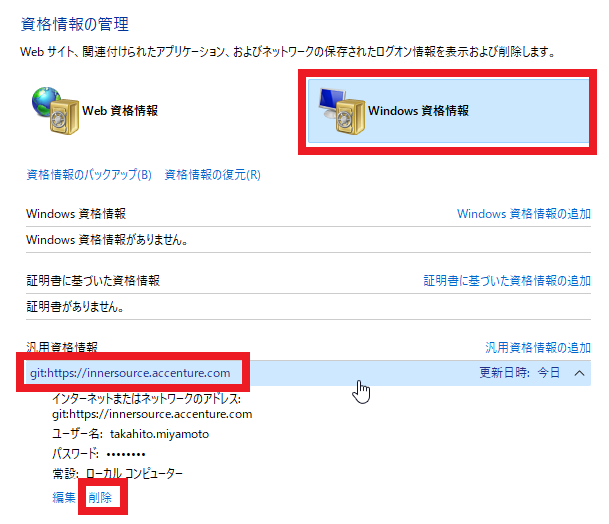 資格情報の管理
Web サイト、関連付けられたアプリケーション、およびネットワークの保存されたログオン情報を表示および削除します。
Web 資格情報
Windows 資格情報
資格情報のバックアップ(B) 資格情報の復元(R)
Windows 資格情報 Windows 資格情報の追加
Windows 資格情報がありません。
証明書に基づいた資格情報 証明書に基づいた資格情報の追加
証明書がありません。
汎用資格情報 汎用資格情報の追加
git:https://innersource.accenture.com 更新日時: 今日
インターネットまたはネットワークのアドレス:
git:https://innersource.accenture.com
ユーザー名: takahito.miyamoto
パスワード: ••••••••
常設: ローカル コンピューター
編集 削除